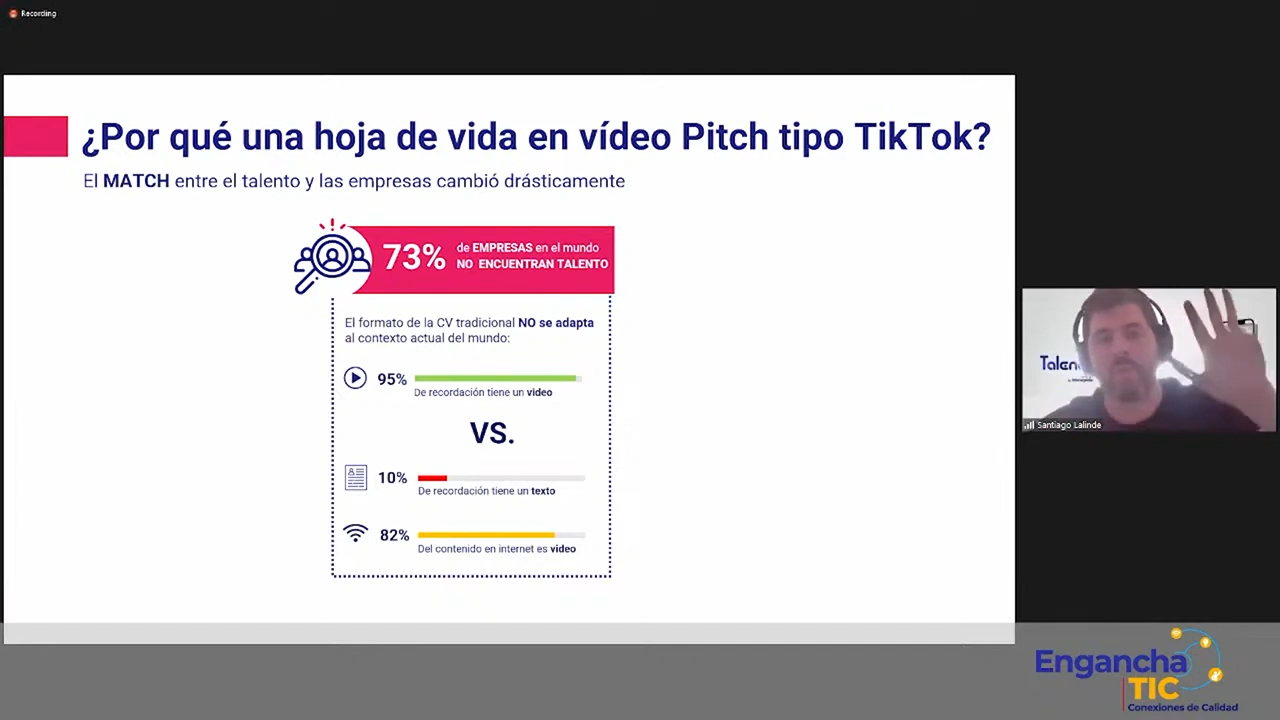 Recording
¿Por qué una hoja de vida en vídeo Pitch tipo TikTok?
El MATCH entre el talento y las empresas cambió drásticamente
73%
de EMPRESAS en el mundo
NO ENCUENTRAN TALENTO
El formato de la CV tradicional NO se adapta
al contexto actual del mundo:
95%
De recordación tiene un video
VS.
10%
De recordación tiene un texto
82%
Del contenido en internet es video
Santiago Lalinde
Engancha
TIC
Conexiones de Calidad